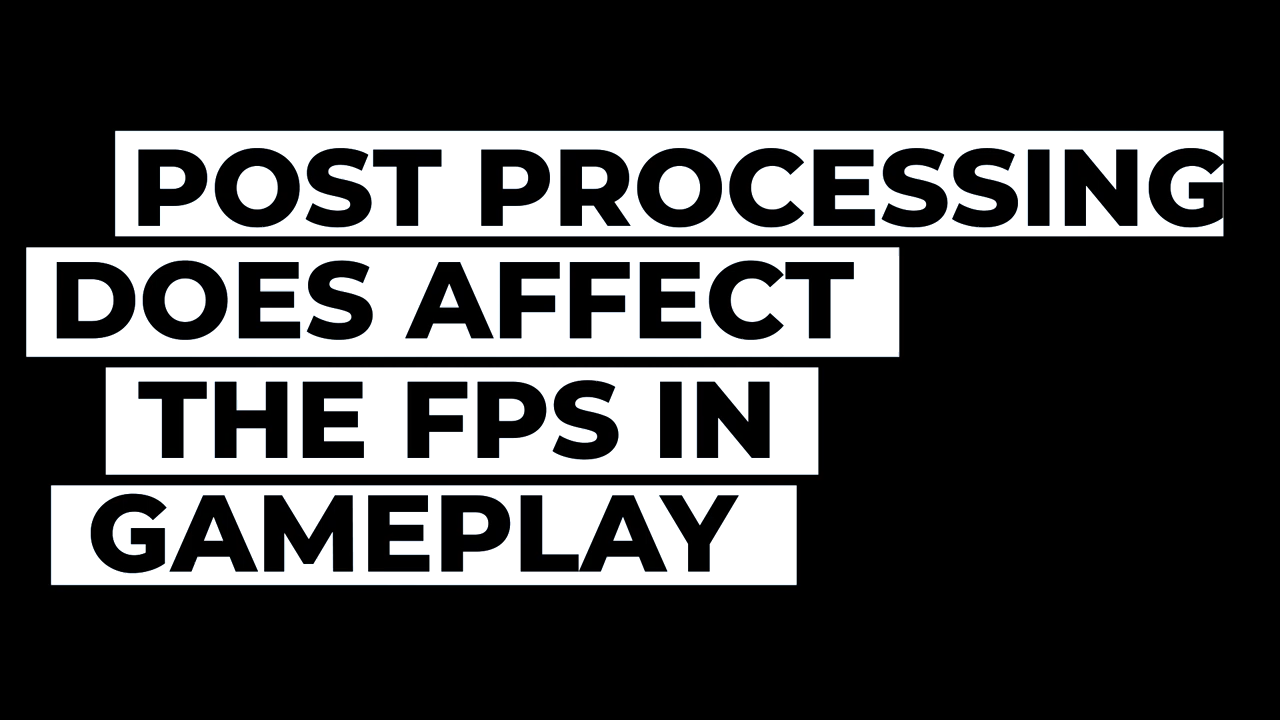 POST PROCESSING
DOES AFFECT
THE FPS IN
GAMEPLAY